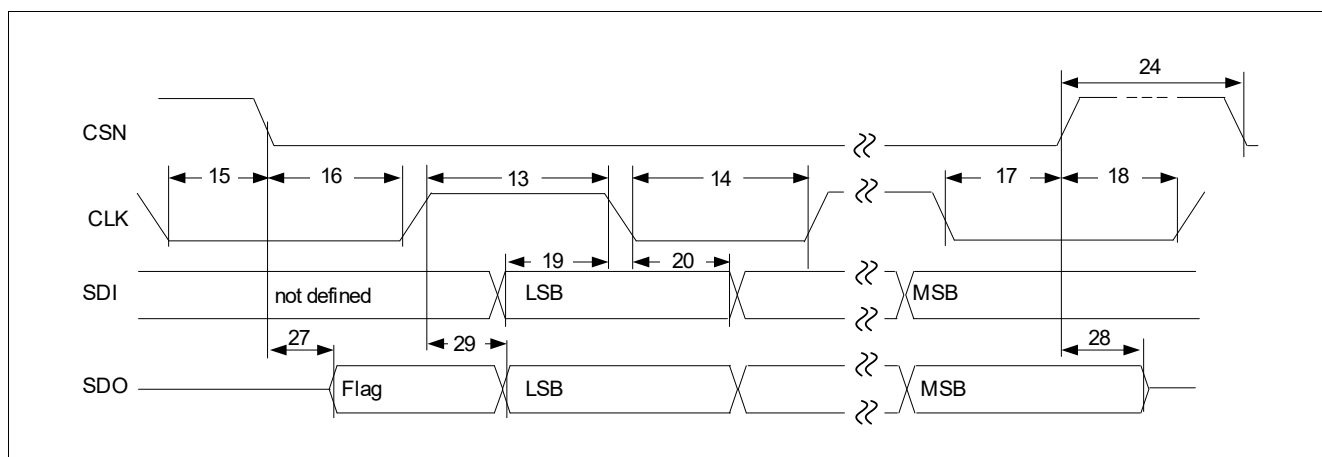 24
CSN
15 16 13 14 17 18
CLK
19 20
SDI not defined LSB MSB
27 29 28
SDO Flag LSB MSB